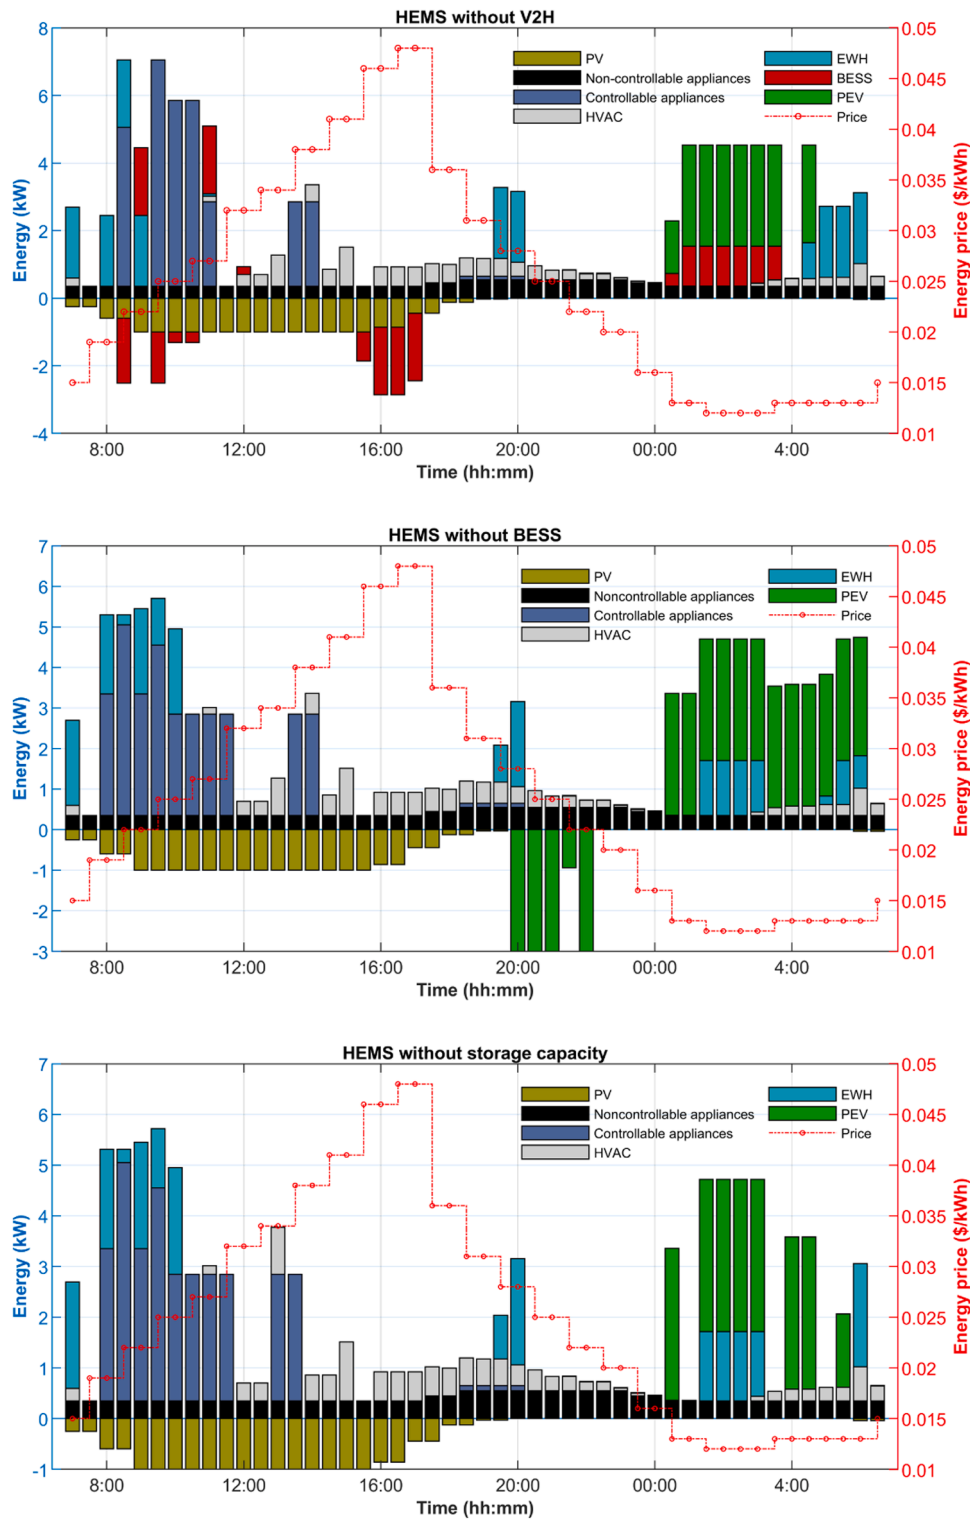 HEMS without V2H
8
6
4
2
0
-2
-4
Energy (kW)
PV
Non-controllable appliances
Controllable appliances
HVAC
EWH
BESS
PEV
Price
0.05
0.045
0.04
0.035
0.03
0.025
0.02
0.015
0.01
Energy price ($/kWh)
8:00 12:00 16:00 20:00 00:00 4:00
Time (hh:mm)
HEMS without BESS
7
6
5
4
3
2
1
0
-1
-2
-3
Energy (kW)
PV
Noncontrollable appliances
Controllable appliances
HVAC
EWH
PEV
Price
0.05
0.045
0.04
0.035
0.03
0.025
0.02
0.015
0.01
Energy price ($/kWh)
8:00 12:00 16:00 20:00 00:00 4:00
Time (hh:mm)
HEMS without storage capacity
7
6
5
4
3
2
1
0
-1
Energy (kW)
PV
Noncontrollable appliances
Controllable appliances
HVAC
EWH
PEV
Price
0.05
0.045
0.04
0.035
0.03
0.025
0.02
0.015
0.01
Energy price ($/kWh)
8:00 12:00 16:00 20:00 00:00 4:00
Time (hh:mm)